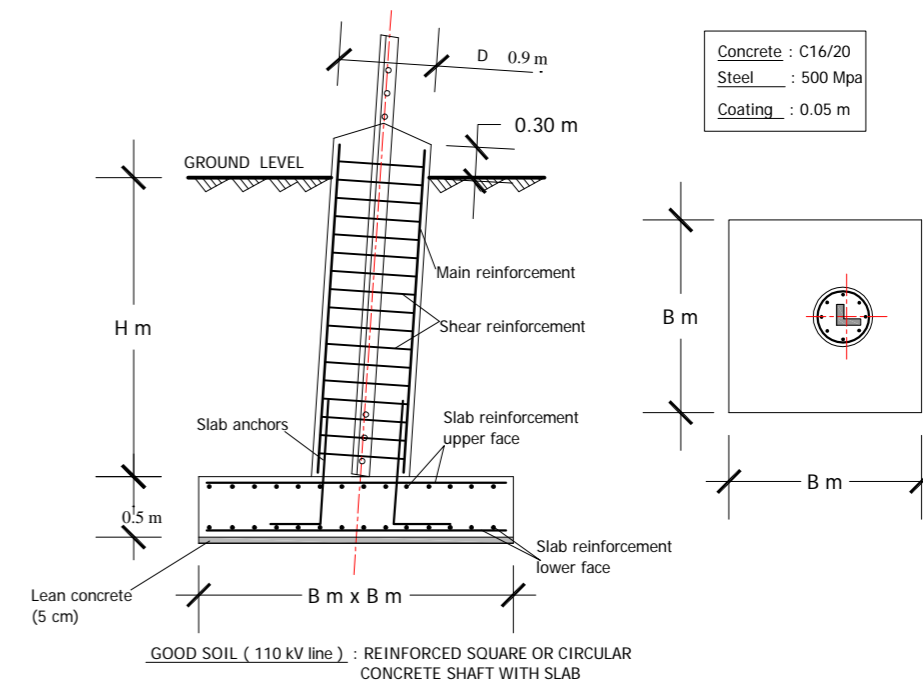 D 0.9 m
0.30 m
GROUND LEVEL
Concrete : C16/20
Steel : 500 Mpa
Coating : 0.05 m
Main reinforcement
H m
Shear reinforcement
B m
Slab anchors
Slab reinforcement
upper face
B m
0.5 m
Slab reinforcement
lower face
Lean concrete
(5 cm)
B m x B m
GOOD SOIL ( 110 kV line ) : REINFORCED SQUARE OR CIRCULAR
CONCRETE SHAFT WITH SLAB